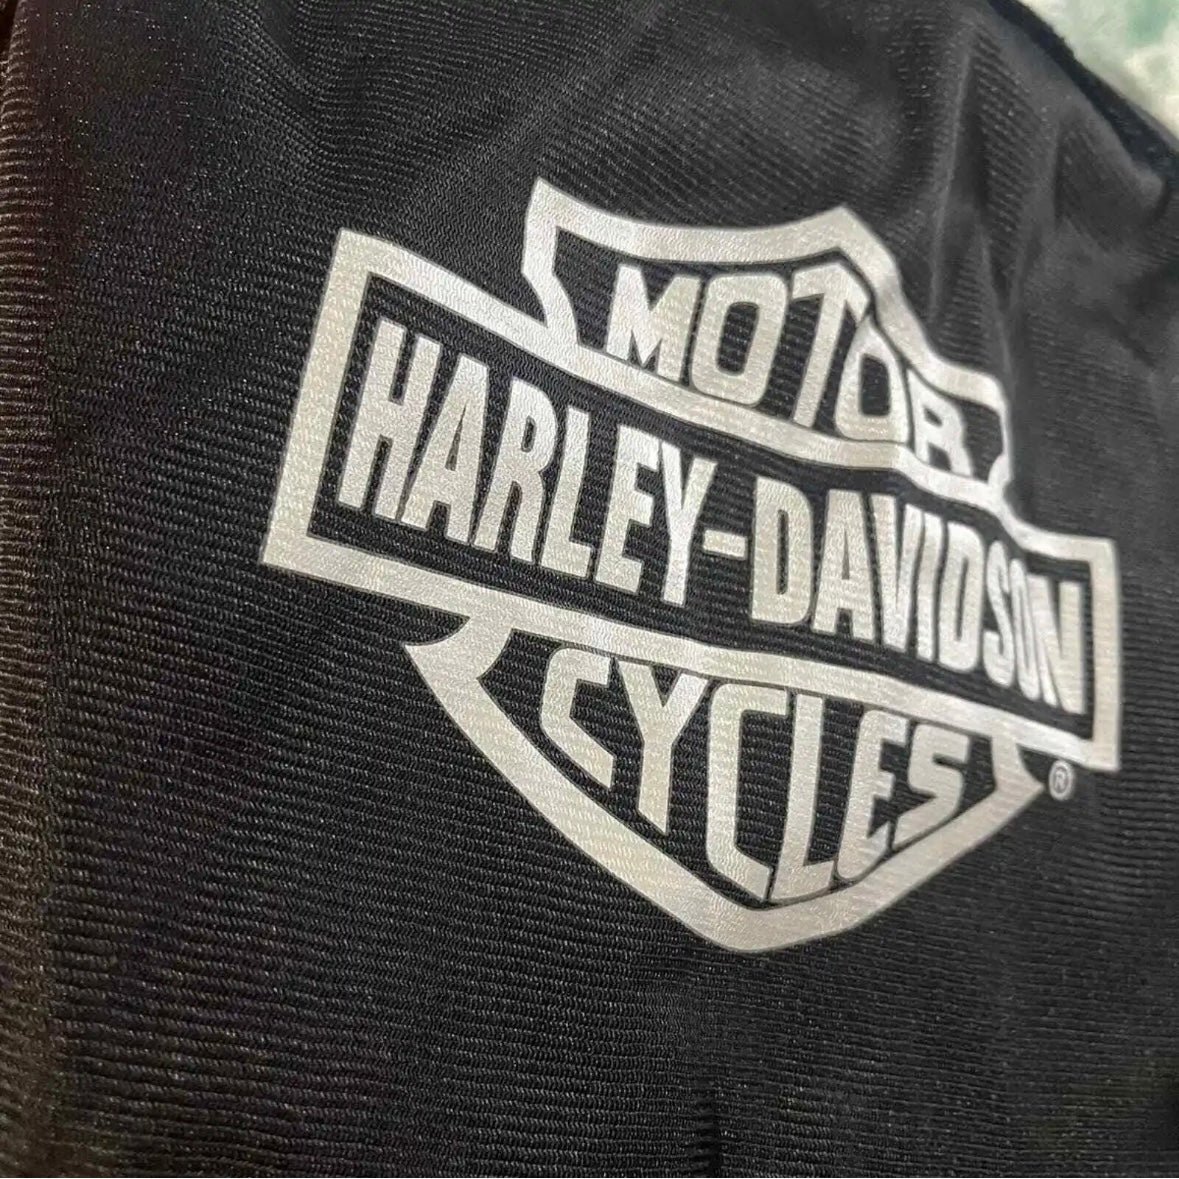 MOTOR
HARLEY-DAVIDSON
CYCLES
®